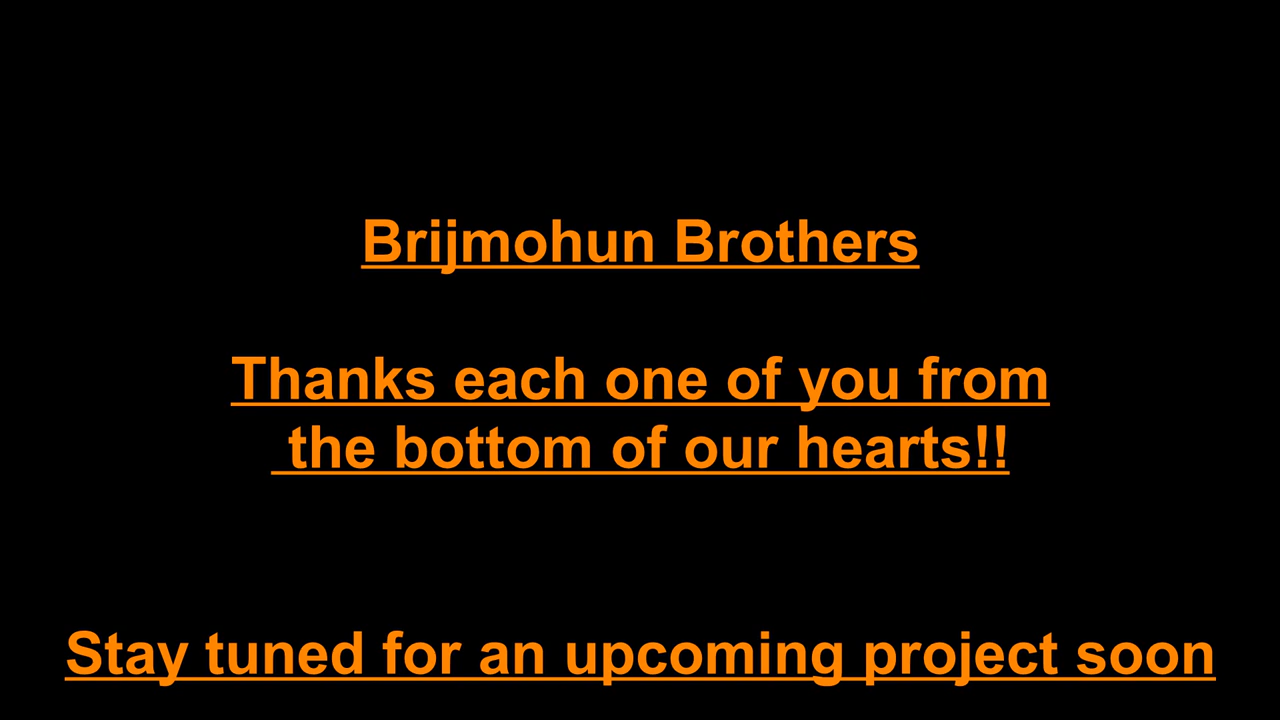 Brijmohun Brothers
Thanks each one of you from
the bottom of our hearts!!
Stay tuned for an upcoming project soon